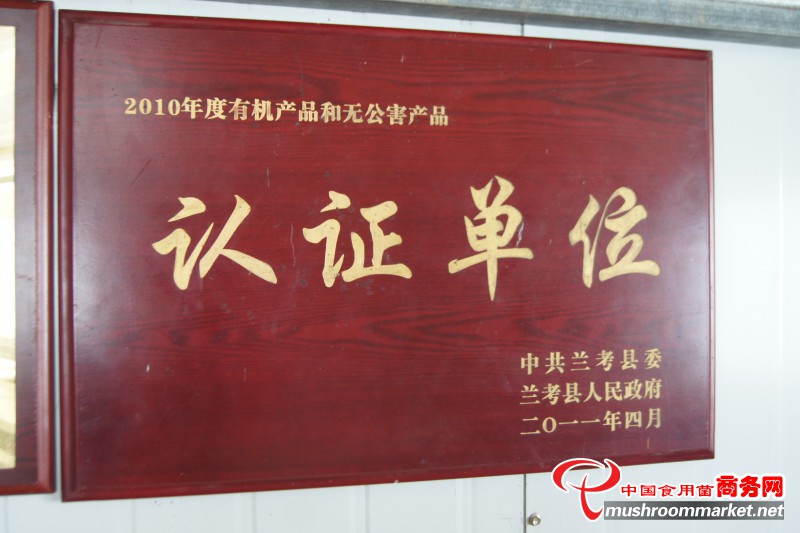 2010年度有机产品和无公害产品
认证单位
中共兰考县委
兰考县人民政府
二〇一一年四月
中国食用菌商务网
mushroommarket.net